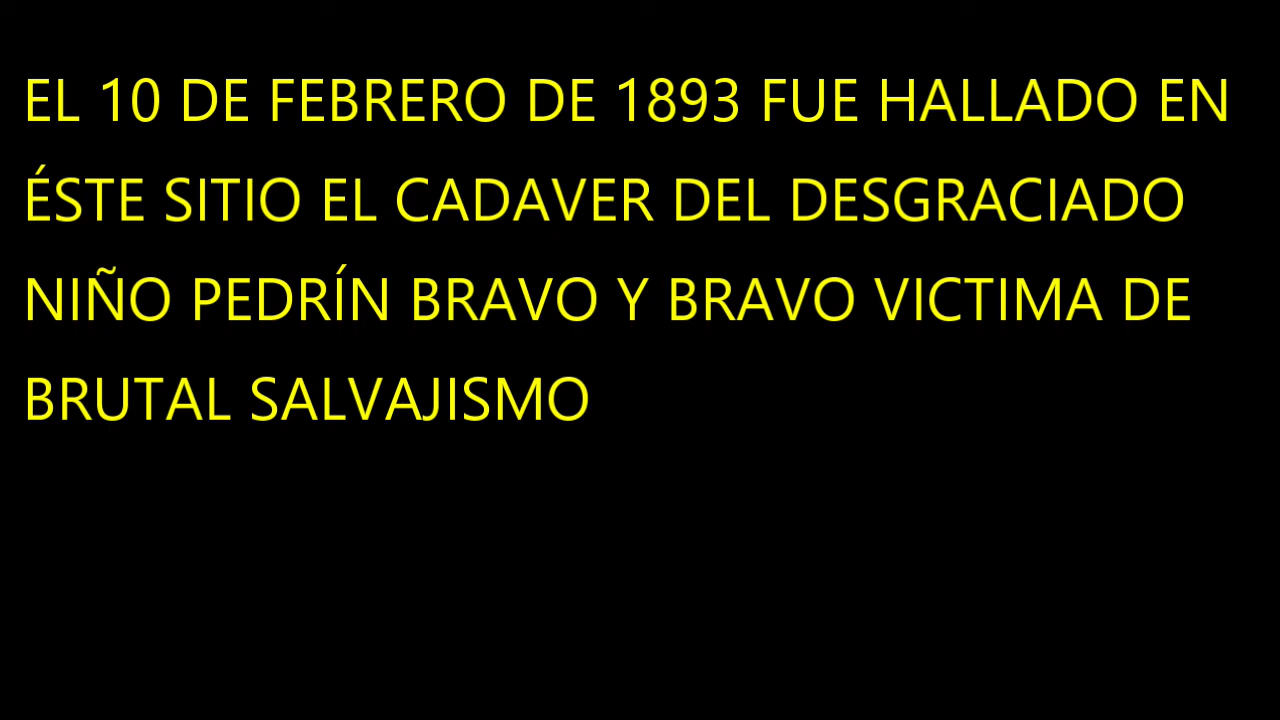 EL 10 DE FEBRERO DE 1893 FUE HALLADO EN
ÉSTE SITIO EL CADAVER DEL DESGRACIADO
NIÑO PEDRÍN BRAVO Y BRAVO VICTIMA DE
BRUTAL SALVAJISMO